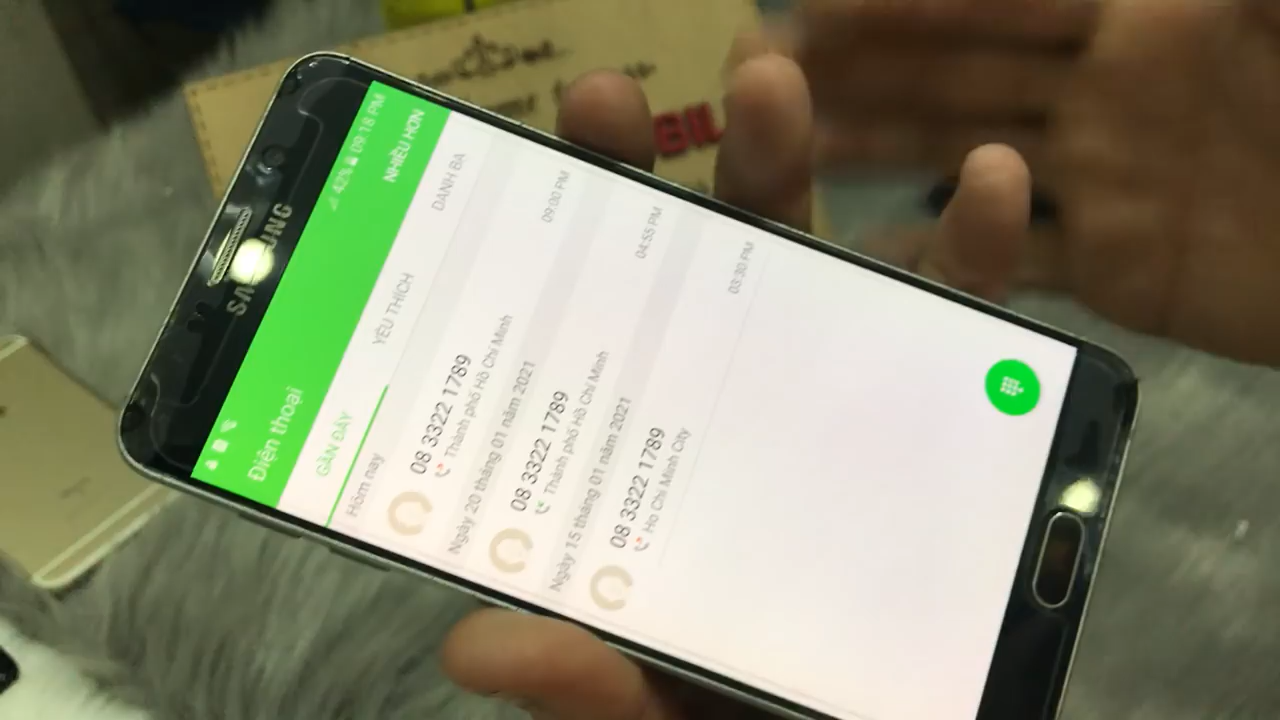 SAMSUNG
42% 09:18 PM
Điện thoại
NHIỀU HƠN
GẦN ĐÂY
YÊU THÍCH
DANH BẠ
Hôm nay
08 3322 1789
Thành phố Hồ Chí Minh
09:00 PM
Ngày 20 tháng 01 năm 2021
08 3322 1789
Thành phố Hồ Chí Minh
04:55 PM
Ngày 15 tháng 01 năm 2021
08 3322 1789
Ho Chi Minh City
03:30 PM